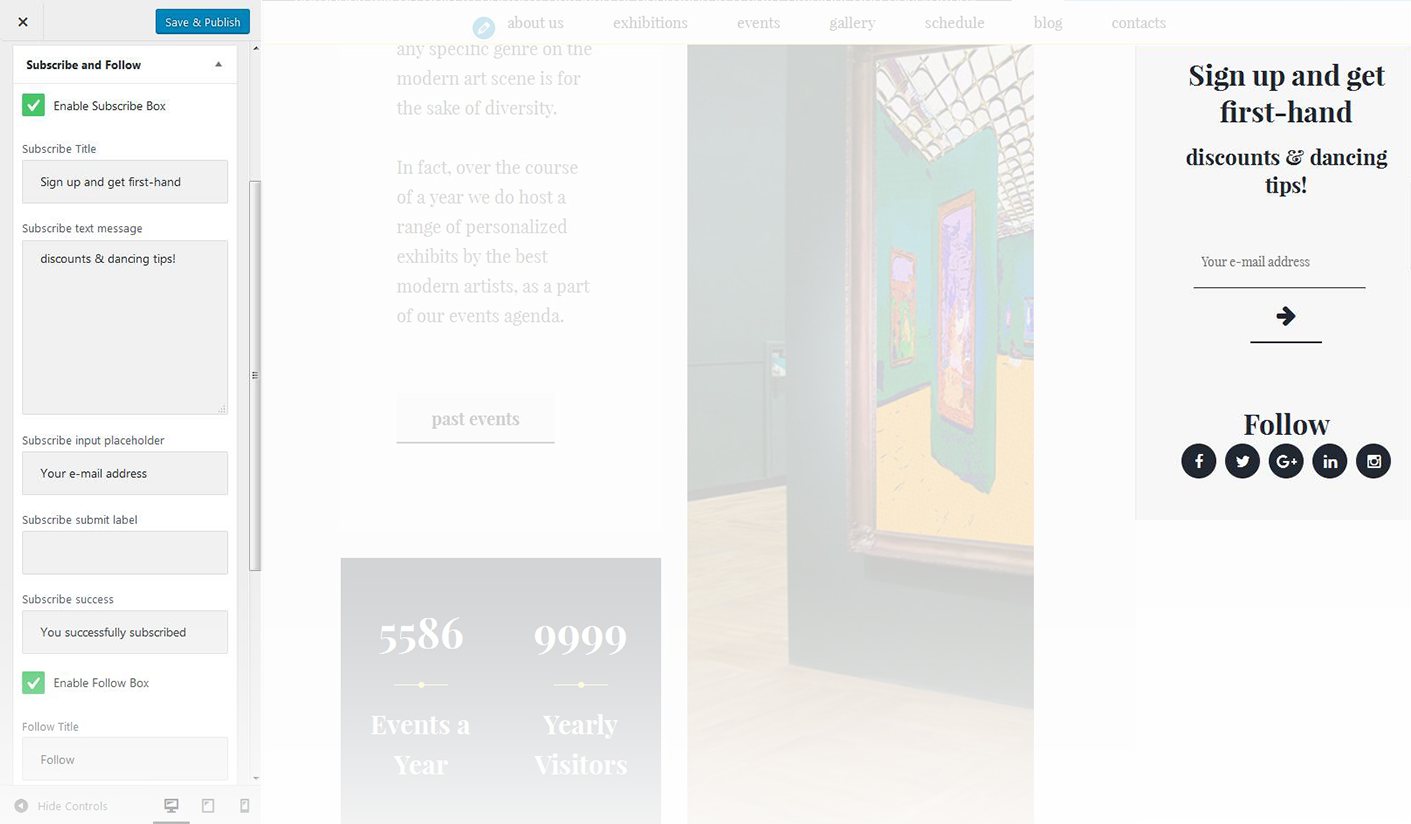 Save & Publish
Subscribe and Follow
Enable Subscribe Box
Subscribe Title
Sign up and get first-hand
Subscribe text message
discounts & dancing tips!
Subscribe input placeholder
Your e-mail address
Subscribe submit label
Subscribe success
You successfully subscribed
Enable Follow Box
Follow Title
Follow
Hide Controls
about us exhibitions events gallery schedule blog contacts
any specific genre on the
modern art scene is for
the sake of diversity.
In fact, over the course
of a year we do host a
range of personalized
exhibits by the best
modern artists, as a part
of our events agenda.
past events
5586
Events a
Year
9999
Yearly
Visitors
Sign up and get
first-hand
discounts & dancing
tips!
Your e-mail address
Follow
f
G+
in